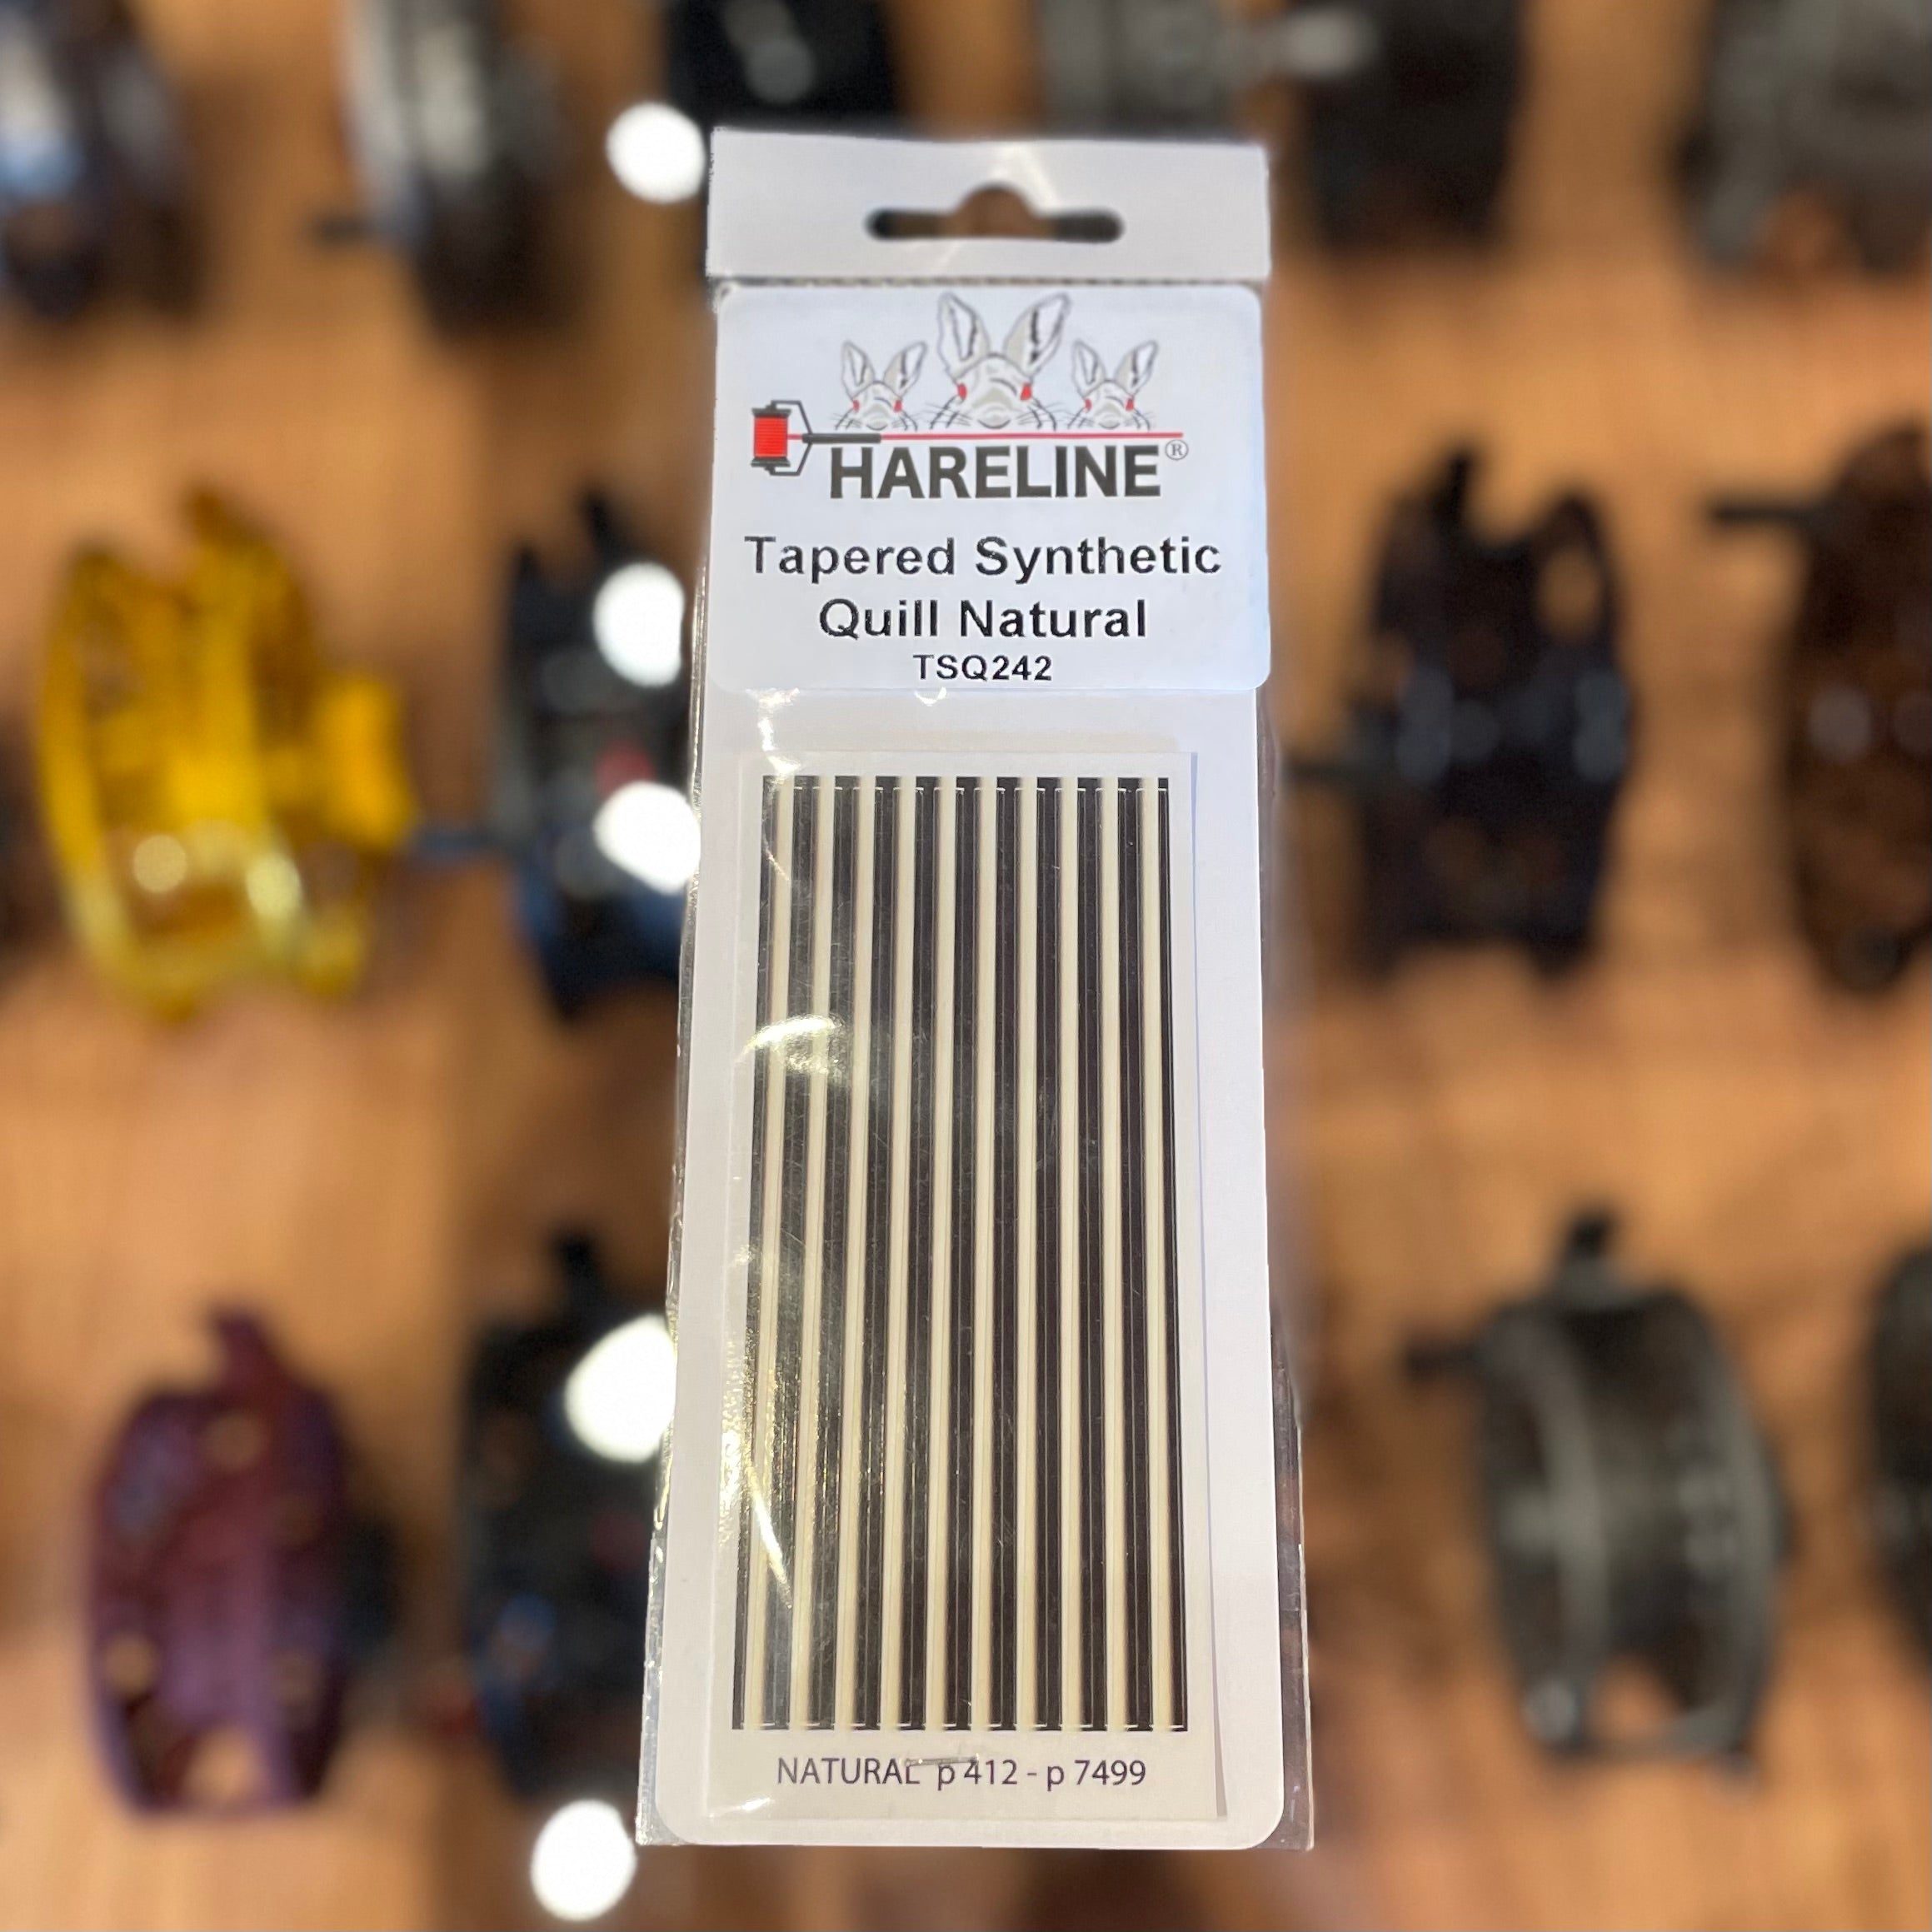 HARELINE®
Tapered Synthetic
Quill Natural
TSQ242
NATURAL p 412 - p 7499